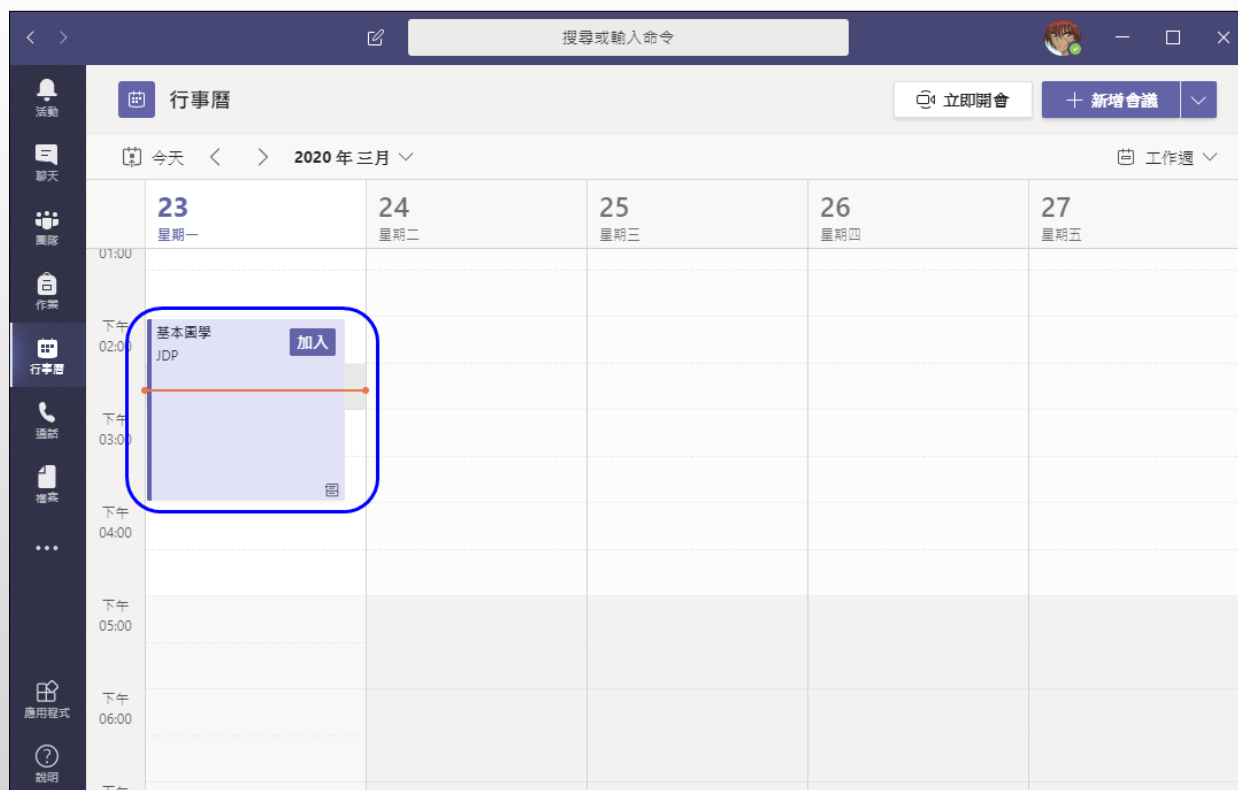 搜尋或輸入命令
活動
聊天
團隊
作業
行事曆
通話
檔案
應用程式
說明
行事曆
立即開會
新增會議
今天
2020 年 三月
工作週
23
星期一
24
星期二
25
星期三
26
星期四
27
星期五
01:00
下午
02:00
下午
03:00
下午
04:00
下午
05:00
下午
06:00
基本國學
JDP
加入